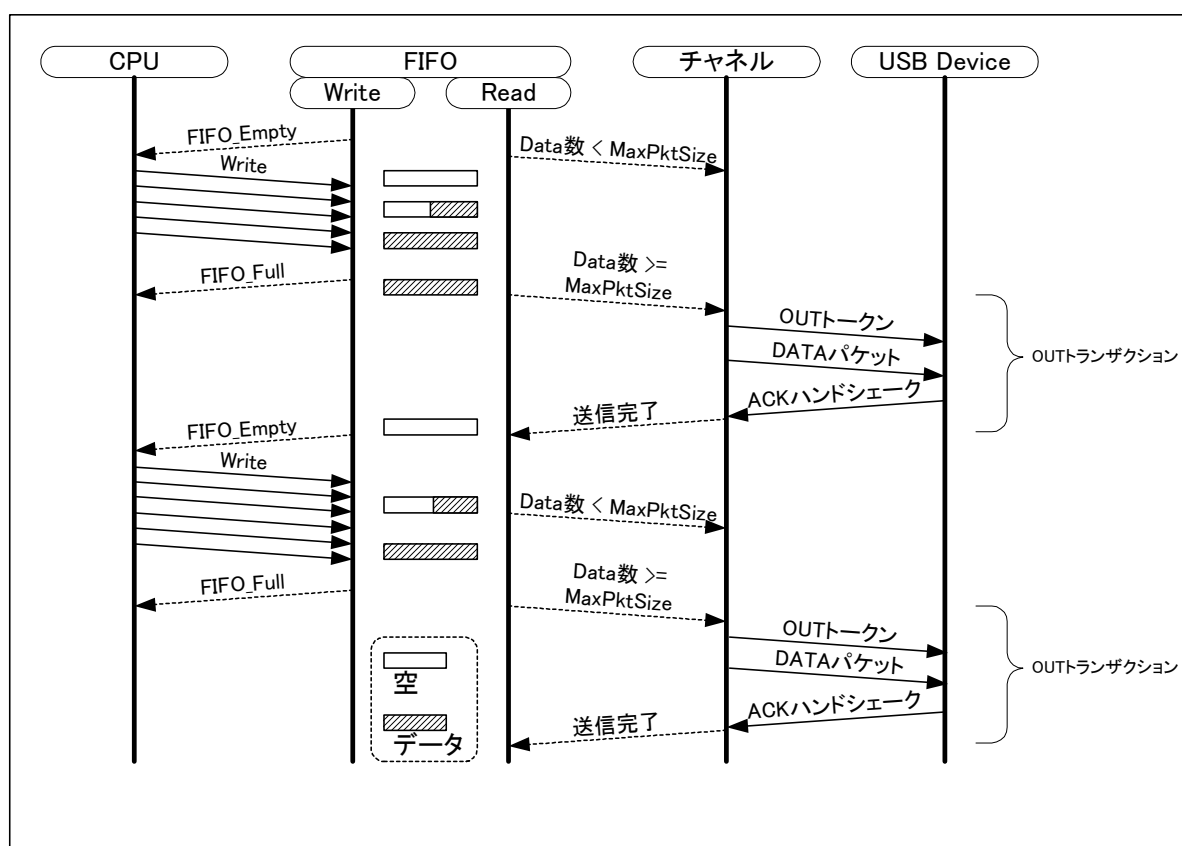 CPU
FIFO
チャネル
USB Device
Write
Read
FIFO_Empty
Data数 < MaxPktSize
Write
FIFO_Full
Data数 >=
MaxPktSize
OUTトークン
DATAパケット
OUTトランザクション
ACKハンドシェーク
送信完了
FIFO_Empty
Write
Data数 < MaxPktSize
FIFO_Full
Data数 >=
MaxPktSize
OUTトークン
DATAパケット
OUTトランザクション
ACKハンドシェーク
送信完了
空
データ